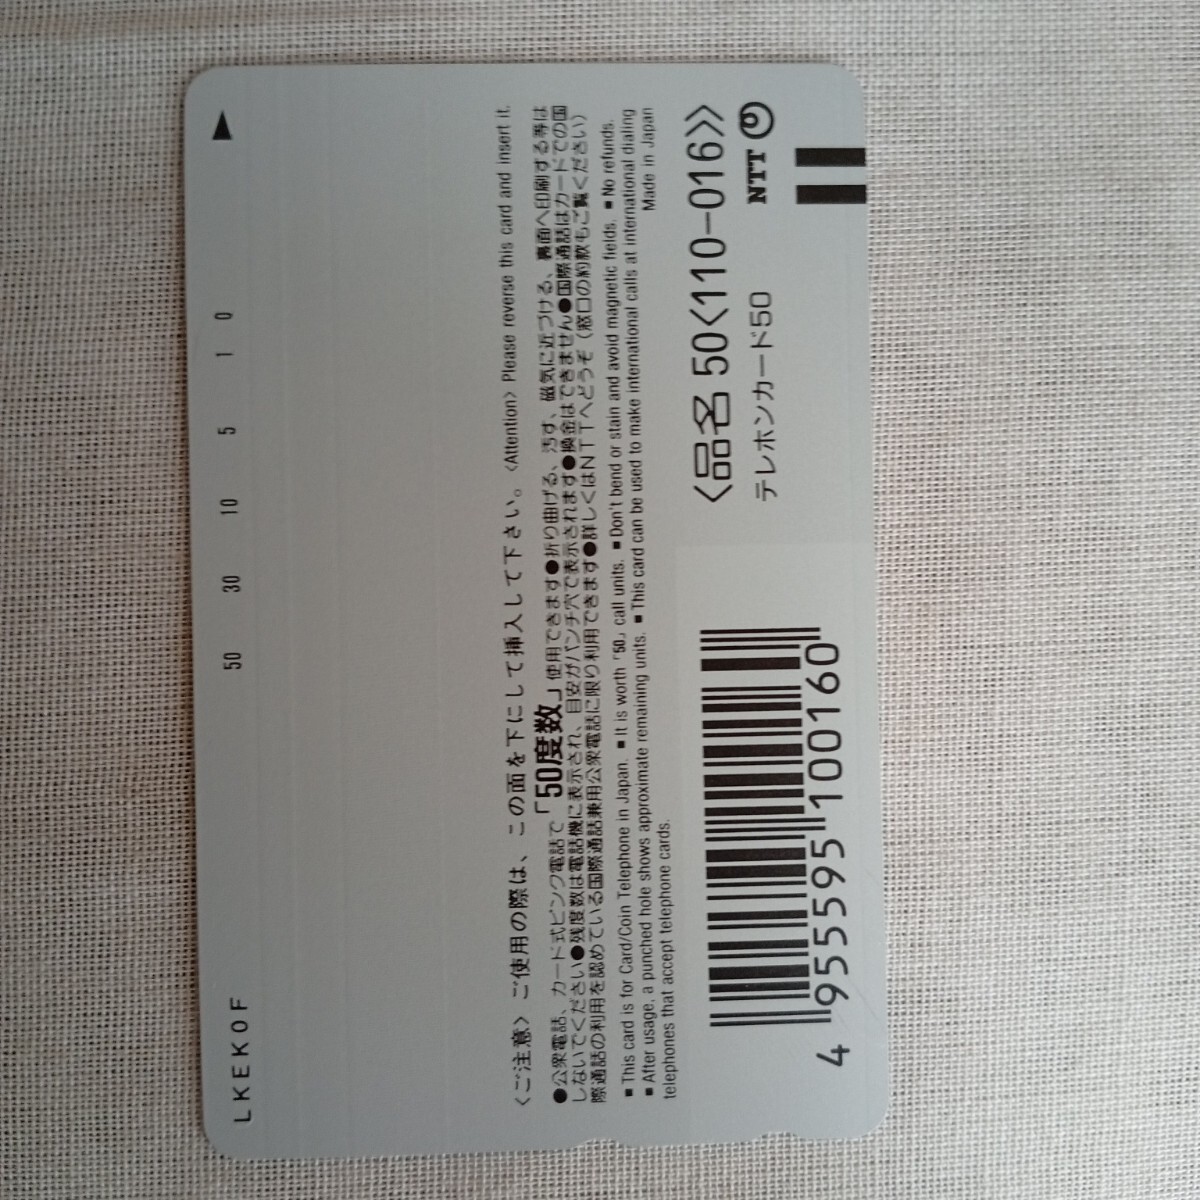 LKEKOF
50 30 10 5 1 0
〈ご注意〉ご使用の際は、この面を下にして挿入して下さい。〈Attention〉Please reverse this card and insert it.
●公衆電話、カード式ピンク電話で「50度数」使用できます●折り曲げる、汚す、磁気に近づける、裏面へ印刷する等は
しないでください●残度数は電話機に表示され、目安がパンチ穴で表示されます●換金はできません●国際通話はカードでの国
際通話の利用を認めている国際通話兼用公衆電話に限り利用できます●詳しくはNTTへどうぞ(窓口の約款もご覧ください)
■This card is for Card/Coin Telephone in Japan. ■It is worth「50」call units. ■Don't bend or stain and avoid magnetic fields. ■No refunds.
■After usage, a punched hole shows approximate remaining units. ■This card can be used to make international calls at international dialing
telephones that accept telephone cards. Made in Japan
〈品名 50〈110-016〉〉
テレホンカード50
NTT
4 955595 100160